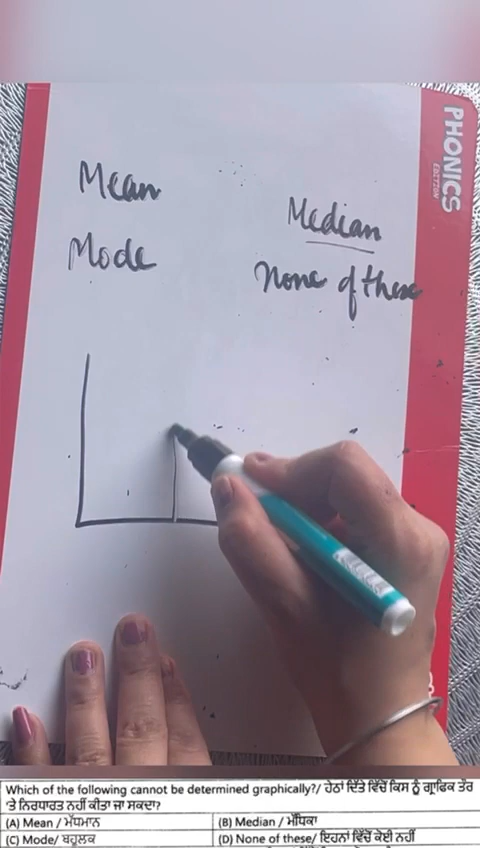 PHONICS
EDITION
Mean
Median
Mode
None of these
Which of the following cannot be determined graphically?/ ਹੇਠਾਂ ਦਿੱਤੇ ਵਿੱਚੋਂ ਕਿਸ ਨੂੰ ਗ੍ਰਾਫਿਕ ਤੌਰ
'ਤੇ ਨਿਰਧਾਰਤ ਨਹੀਂ ਕੀਤਾ ਜਾ ਸਕਦਾ?
(A) Mean / ਮੱਧਮਾਨ
(B) Median / ਮੱਧਿਕਾ
(C) Mode/ ਬਹੁਲਕ
(D) None of these/ ਇਹਨਾਂ ਵਿੱਚੋਂ ਕੋਈ ਨਹੀਂ